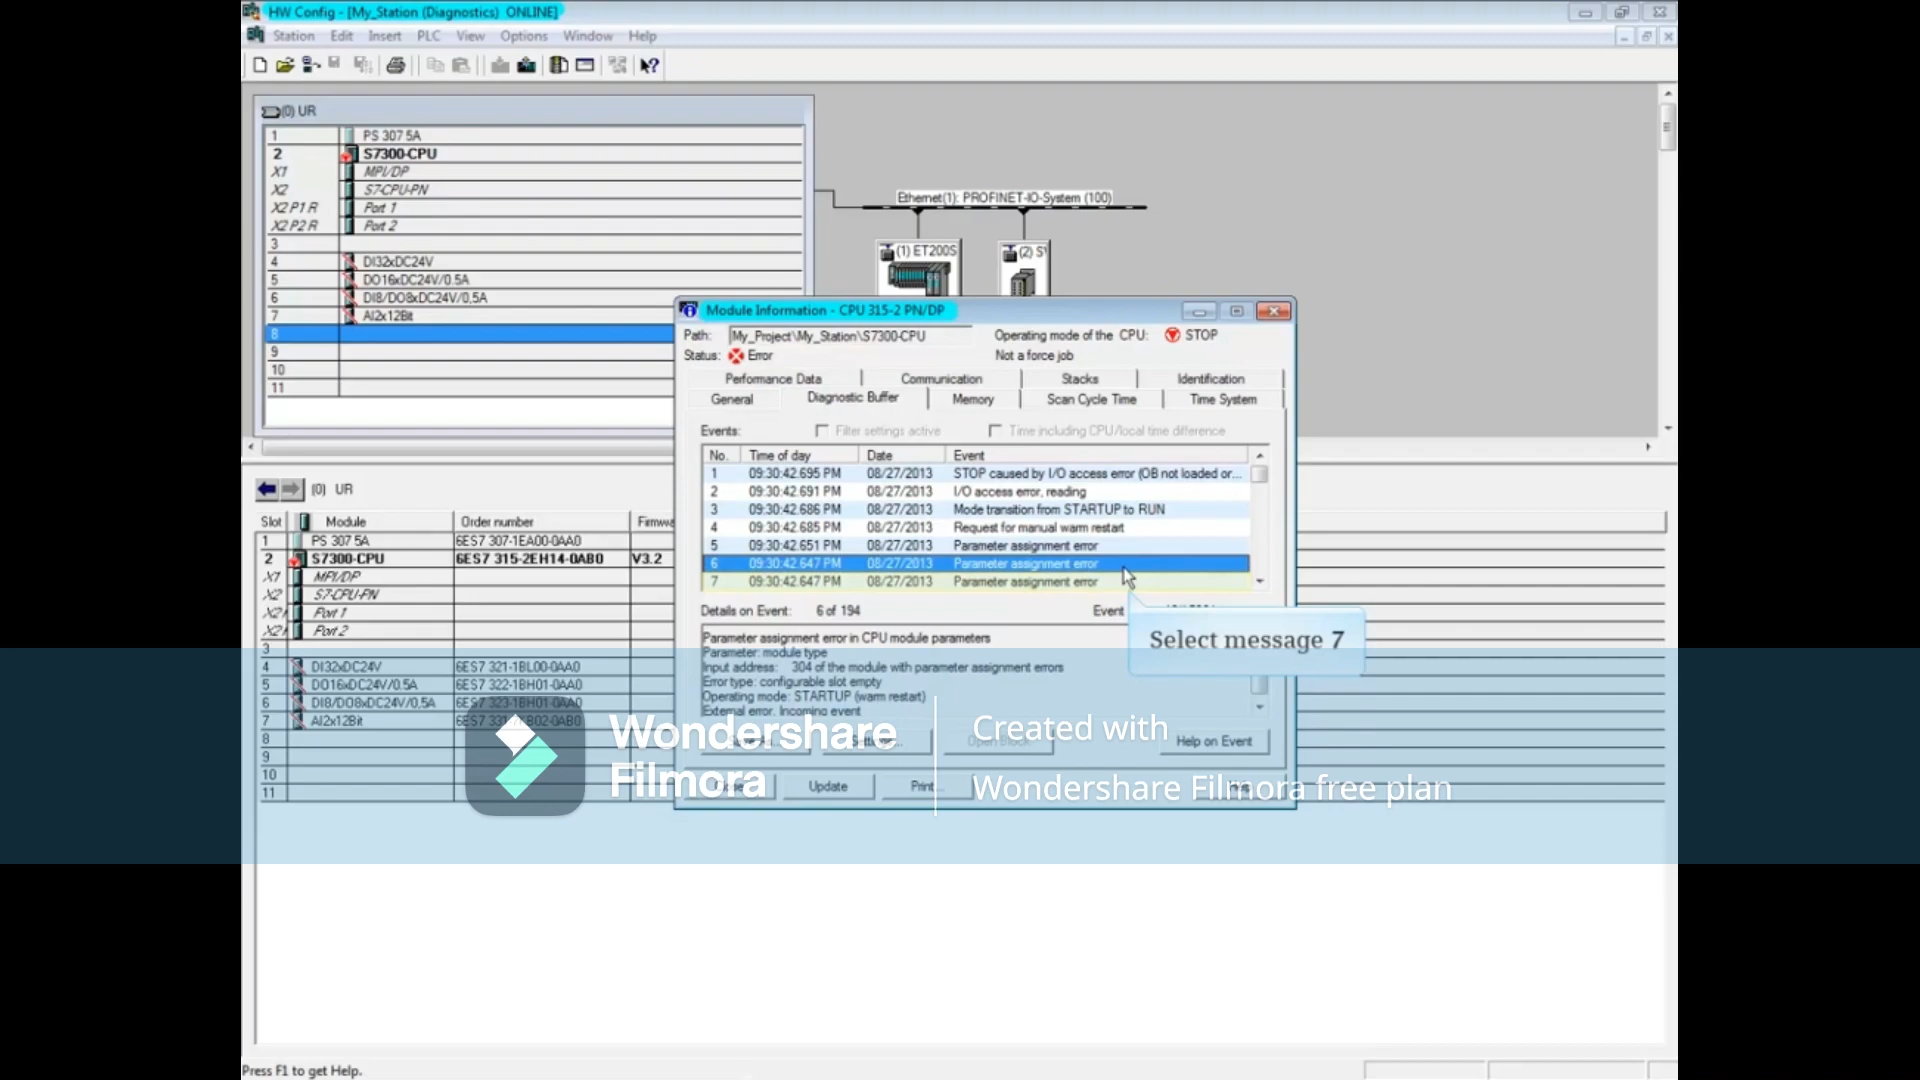 HW Config - [My_Station (Diagnostics) ONLINE]
Station Edit Insert PLC View Options Window Help
(0) UR
1 PS 307 5A
2 S7300-CPU
X1 MPI/DP
X2 S7-CPU-PN
X2 P1 R Port 1
X2 P2 R Port 2
3
4 DI32xDC24V
5 DO16xDC24V/0.5A
6 DI8/DO8xDC24V/0,5A
7 AI2x12Bit
8
9
10
11
Ethernet(1): PROFINET-IO-System (100)
(1) ET200S
(2) S
Module Information - CPU 315-2 PN/DP
Path: My_Project\My_Station\S7300-CPU Operating mode of the CPU: STOP
Status: Error Not a force job
Performance Data Communication Stacks Identification
General Diagnostic Buffer Memory Scan Cycle Time Time System
Events: Filter settings active Time including CPU/local time difference
No. Time of day Date Event
1 09:30:42.695 PM 08/27/2013 STOP caused by I/O access error (OB not loaded or...
2 09:30:42.691 PM 08/27/2013 I/O access error, reading
3 09:30:42.686 PM 08/27/2013 Mode transition from STARTUP to RUN
4 09:30:42.685 PM 08/27/2013 Request for manual warm restart
5 09:30:42.651 PM 08/27/2013 Parameter assignment error
6 09:30:42.647 PM 08/27/2013 Parameter assignment error
7 09:30:42.647 PM 08/27/2013 Parameter assignment error
Details on Event: 6 of 194 Event
Select message 7
Parameter assignment error in CPU module parameters
Parameter: module type
Input address: 304 of the module with parameter assignment errors
Error type: configurable slot empty
Operating mode: STARTUP (warm restart)
External error, Incoming event
Help on Event
Update Print...
(0) UR
Slot Module Order number Firmwa
1 PS 307 5A 6ES7 307-1EA00-0AA0
2 S7300-CPU 6ES7 315-2EH14-0AB0 V3.2
X1 MPI/DP
X2 S7-CPU-PN
X2 Port 1
X2 Port 2
3
4 DI32xDC24V 6ES7 321-1BL00-0AA0
5 DO16xDC24V/0.5A 6ES7 322-1BH01-0AA0
6 DI8/DO8xDC24V/0,5A 6ES7 323-1BH01-0AA0
7 AI2x12Bit
8
9
10
11
Wondershare
Filmora
Created with
Wondershare Filmora free plan
Press F1 to get Help.